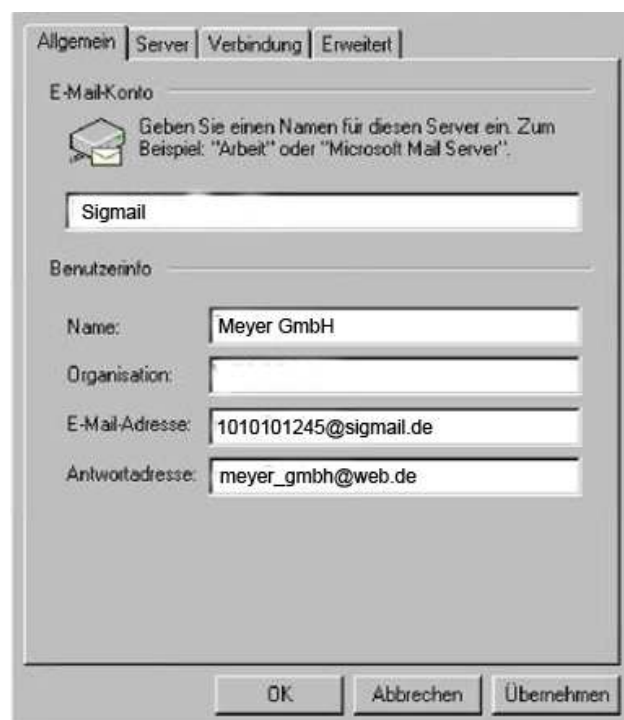 Allgemein Server Verbindung Erweitert
E-Mail-Konto
Geben Sie einen Namen für diesen Server ein. Zum
Beispiel: "Arbeit" oder "Microsoft Mail Server".
Sigmail
Benutzerinfo
Name: Meyer GmbH
Organisation:
E-Mail-Adresse: 1010101245@sigmail.de
Antwortadresse: meyer_gmbh@web.de
OK Abbrechen Übernehmen